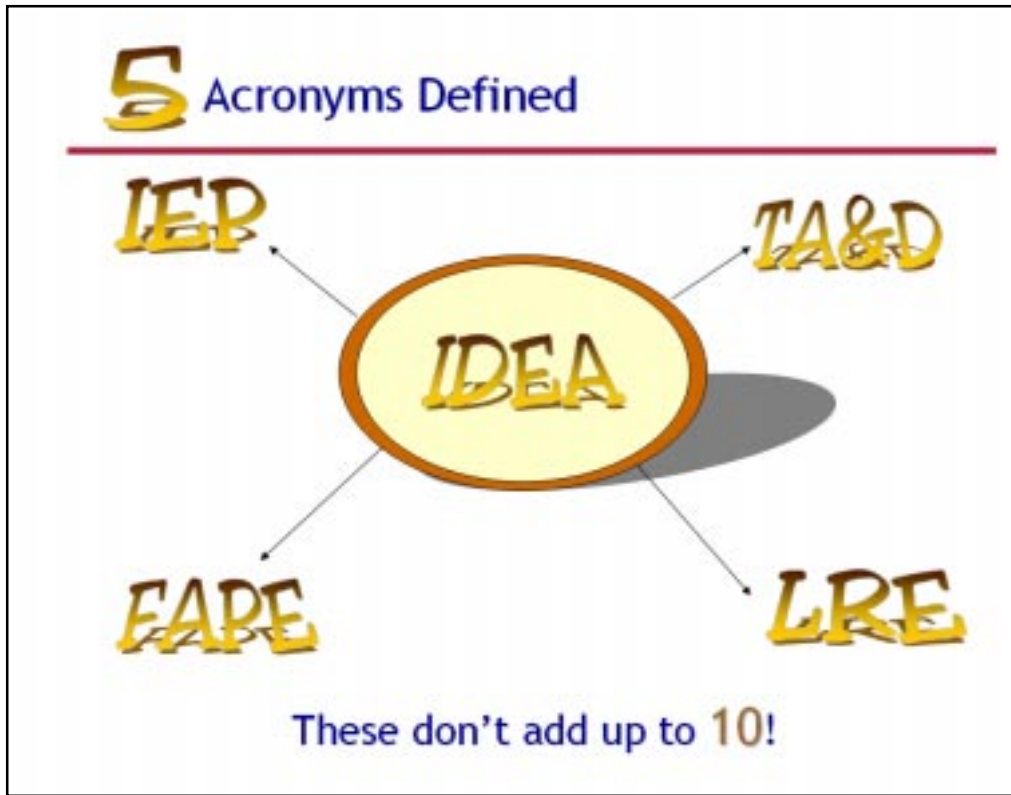 5 Acronyms Defined
IEP
TA&D
IDEA
FAPE
LRE
These don't add up to 10!